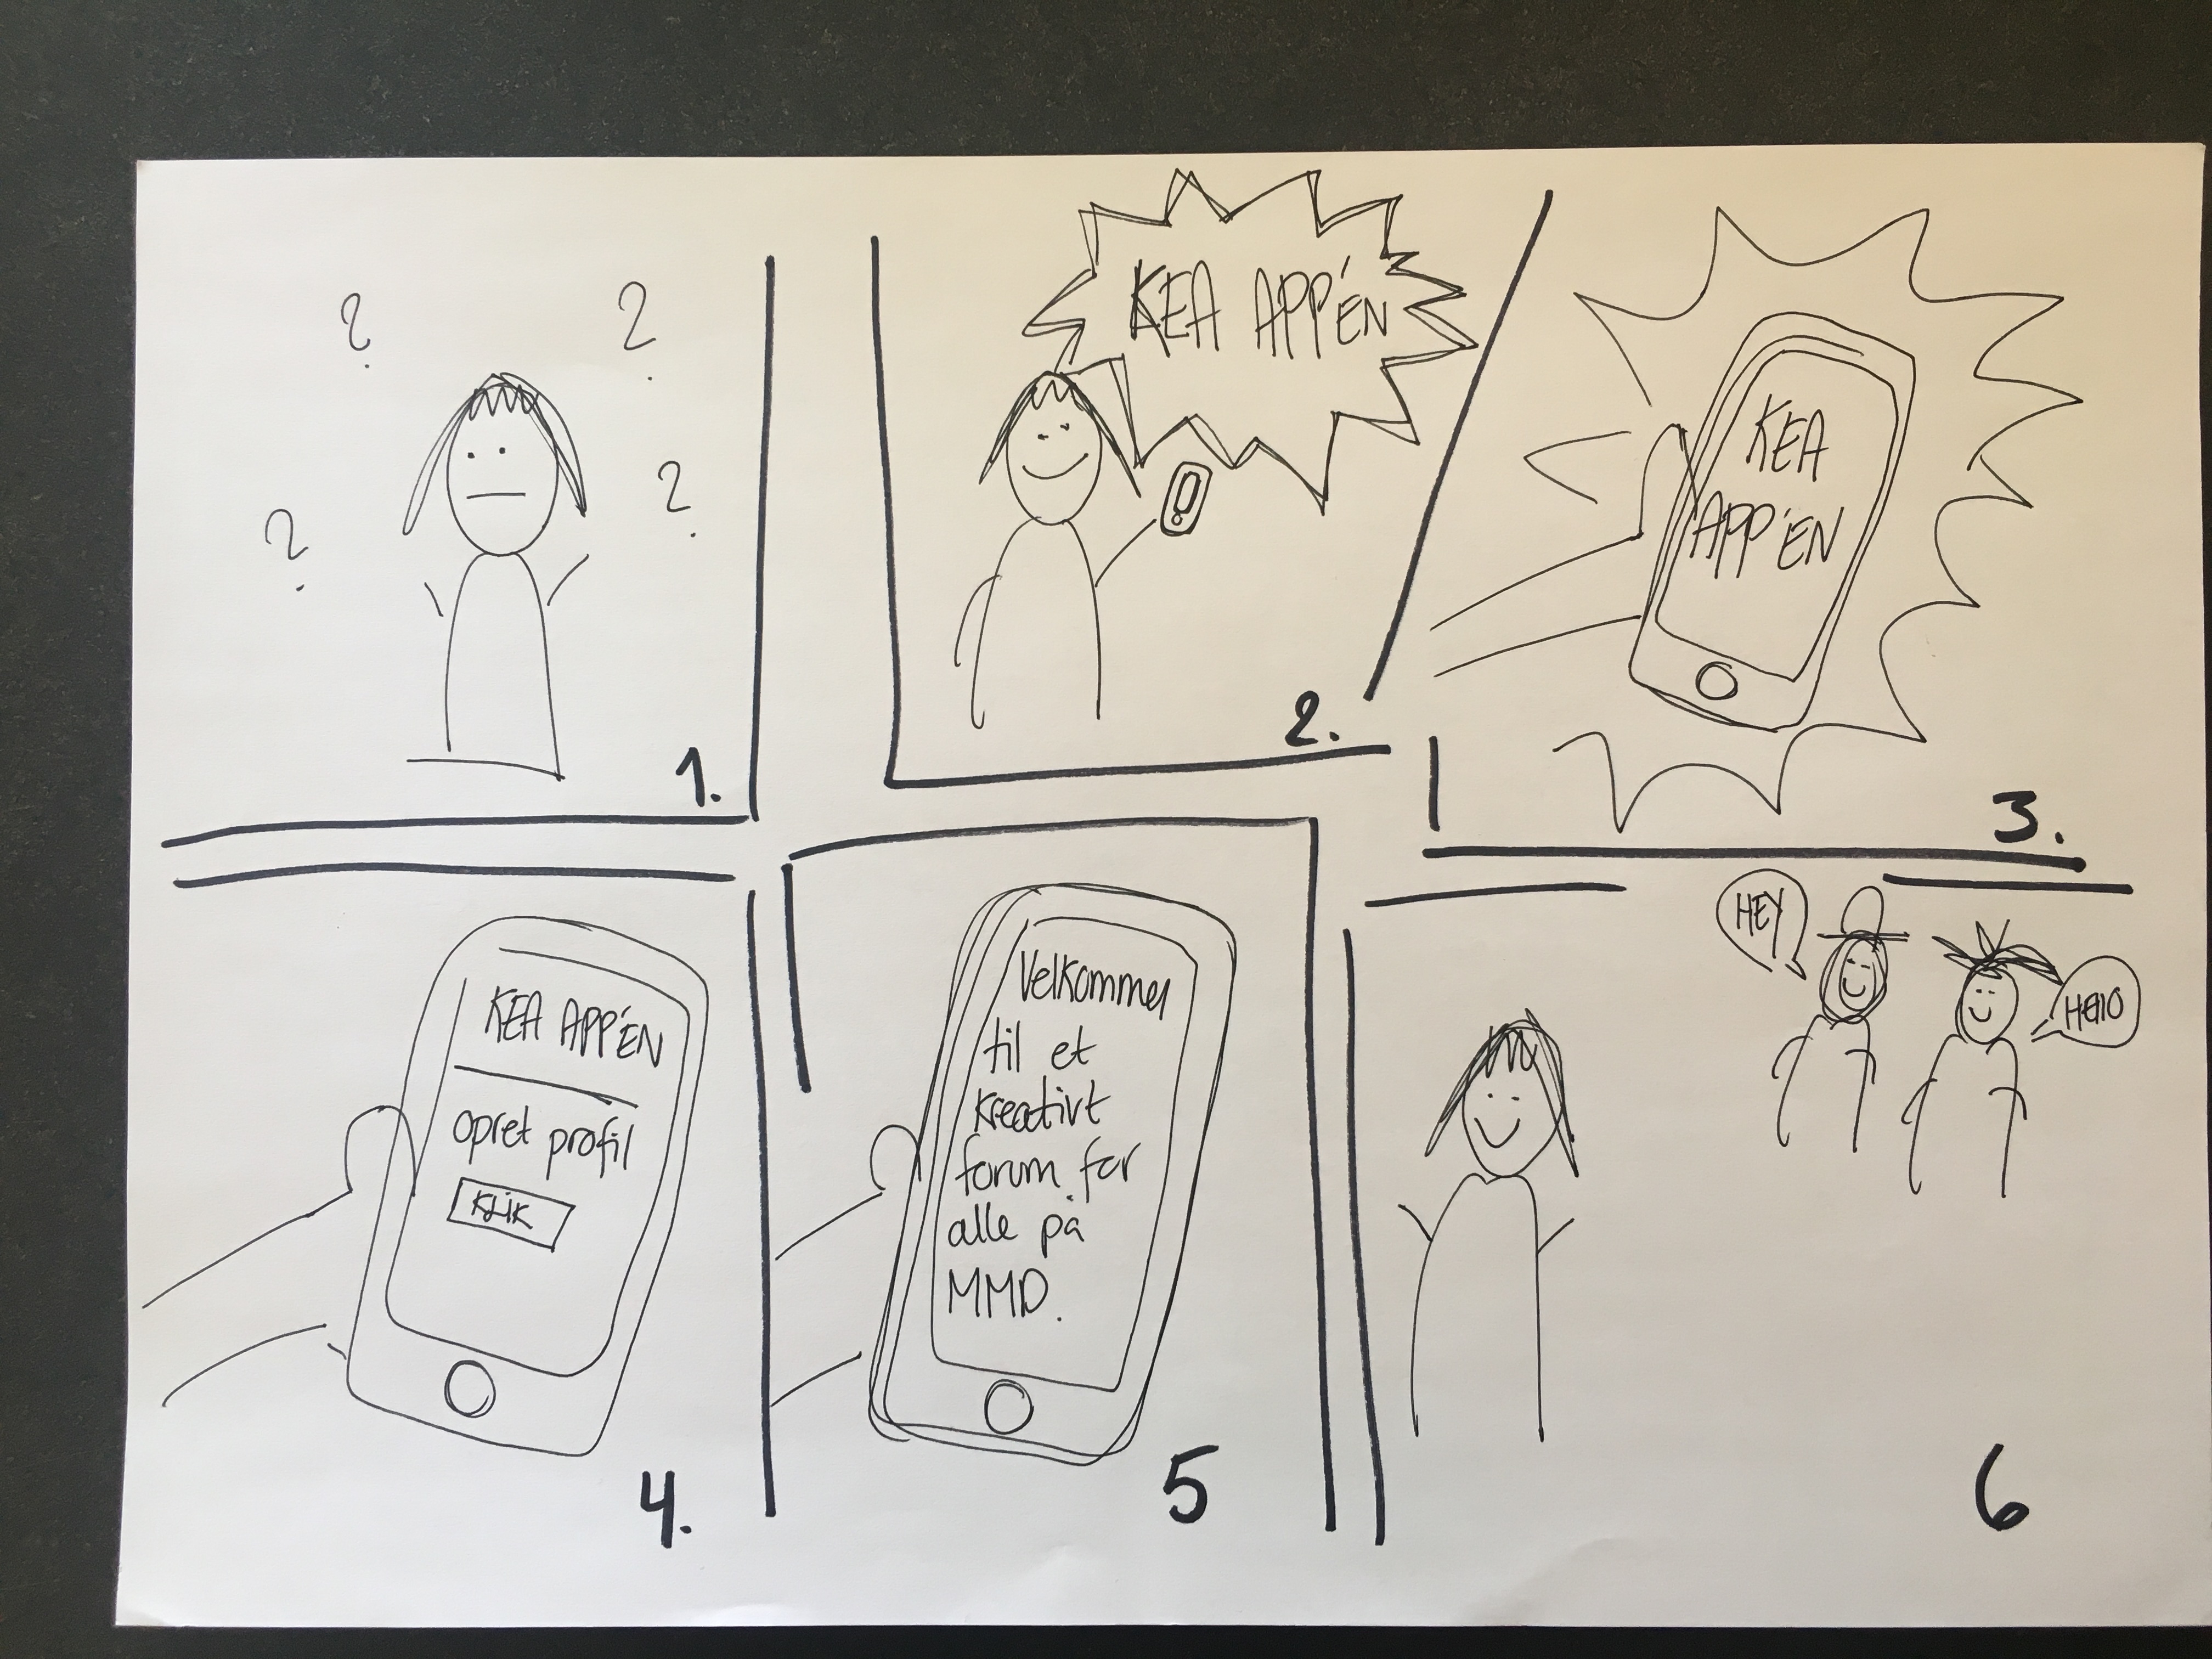 ?
?
?
?
1.
KEA APP'EN
!
2.
KEA
APP'EN
3.
KEA APP'EN
opret profil
KLIK
4.
Velkommen
til et
kreativt
forum for
alle på
MMD.
5
HEY
HEllO
6